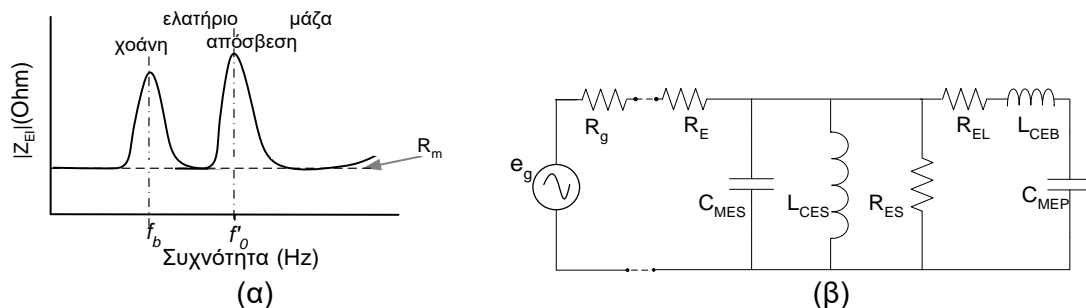 ελατήριο μάζα
χοάνη απόσβεση
|Z_EI|(Ohm)
R_m
f_b f'_0
Συχνότητα (Hz)
(α)
R_g R_E R_EL L_CEB
e_g
C_MES L_CES R_ES C_MEP
(β)